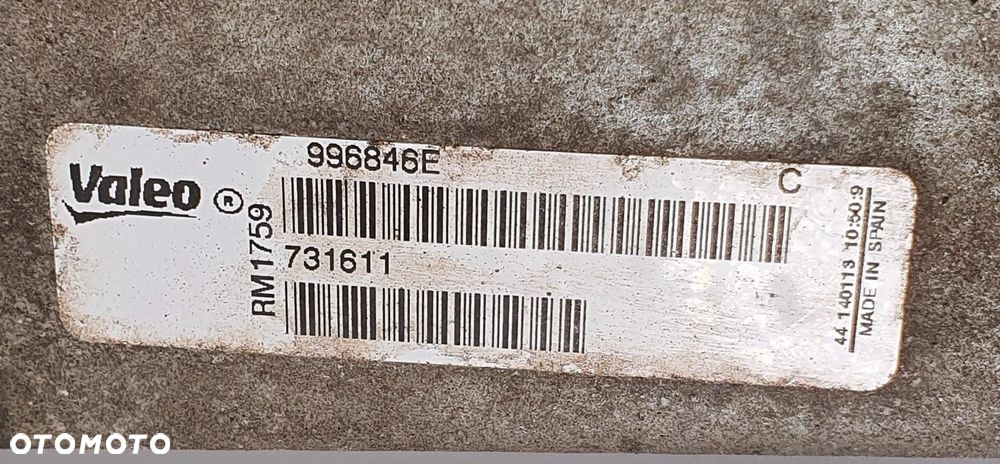 Valeo ®
RM1759
996846E
731611
C
44 140113 10:50:9
MADE IN SPAIN
OTOMOTO